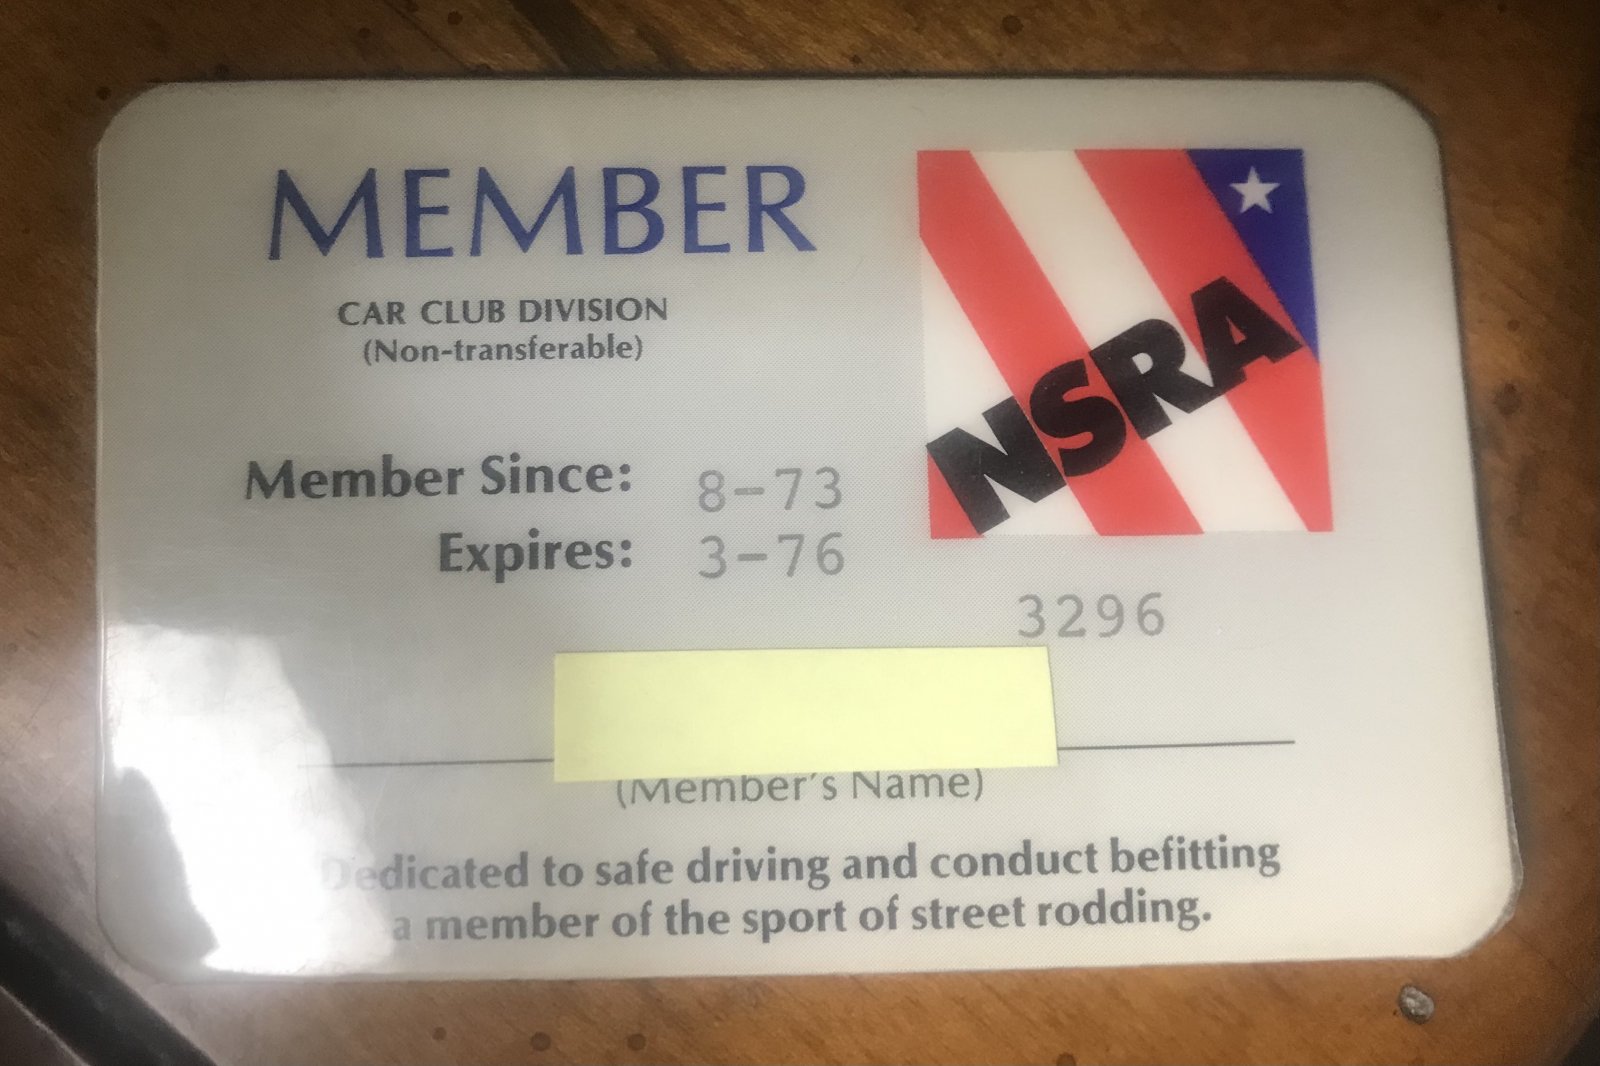 MEMBER
CAR CLUB DIVISION
(Non-transferable)
NSRA
Member Since: 8-73
Expires: 3-76
3296
(Member's Name)
Dedicated to safe driving and conduct befitting
a member of the sport of street rodding.